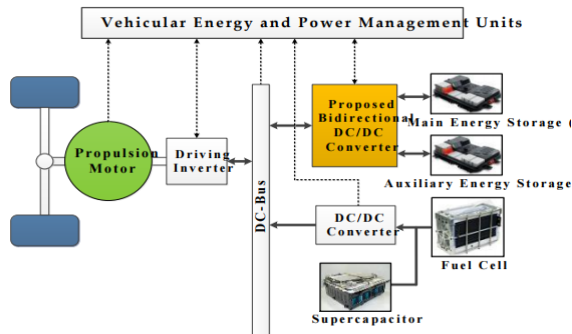 Vehicular Energy and Power Management Units
Proposed
Bidirectional
DC/DC
Converter
Main Energy Storage (
Propulsion
Motor
Driving
Inverter
DC-Bus
Auxiliary Energy Storage
DC/DC
Converter
Fuel Cell
Supercapacitor